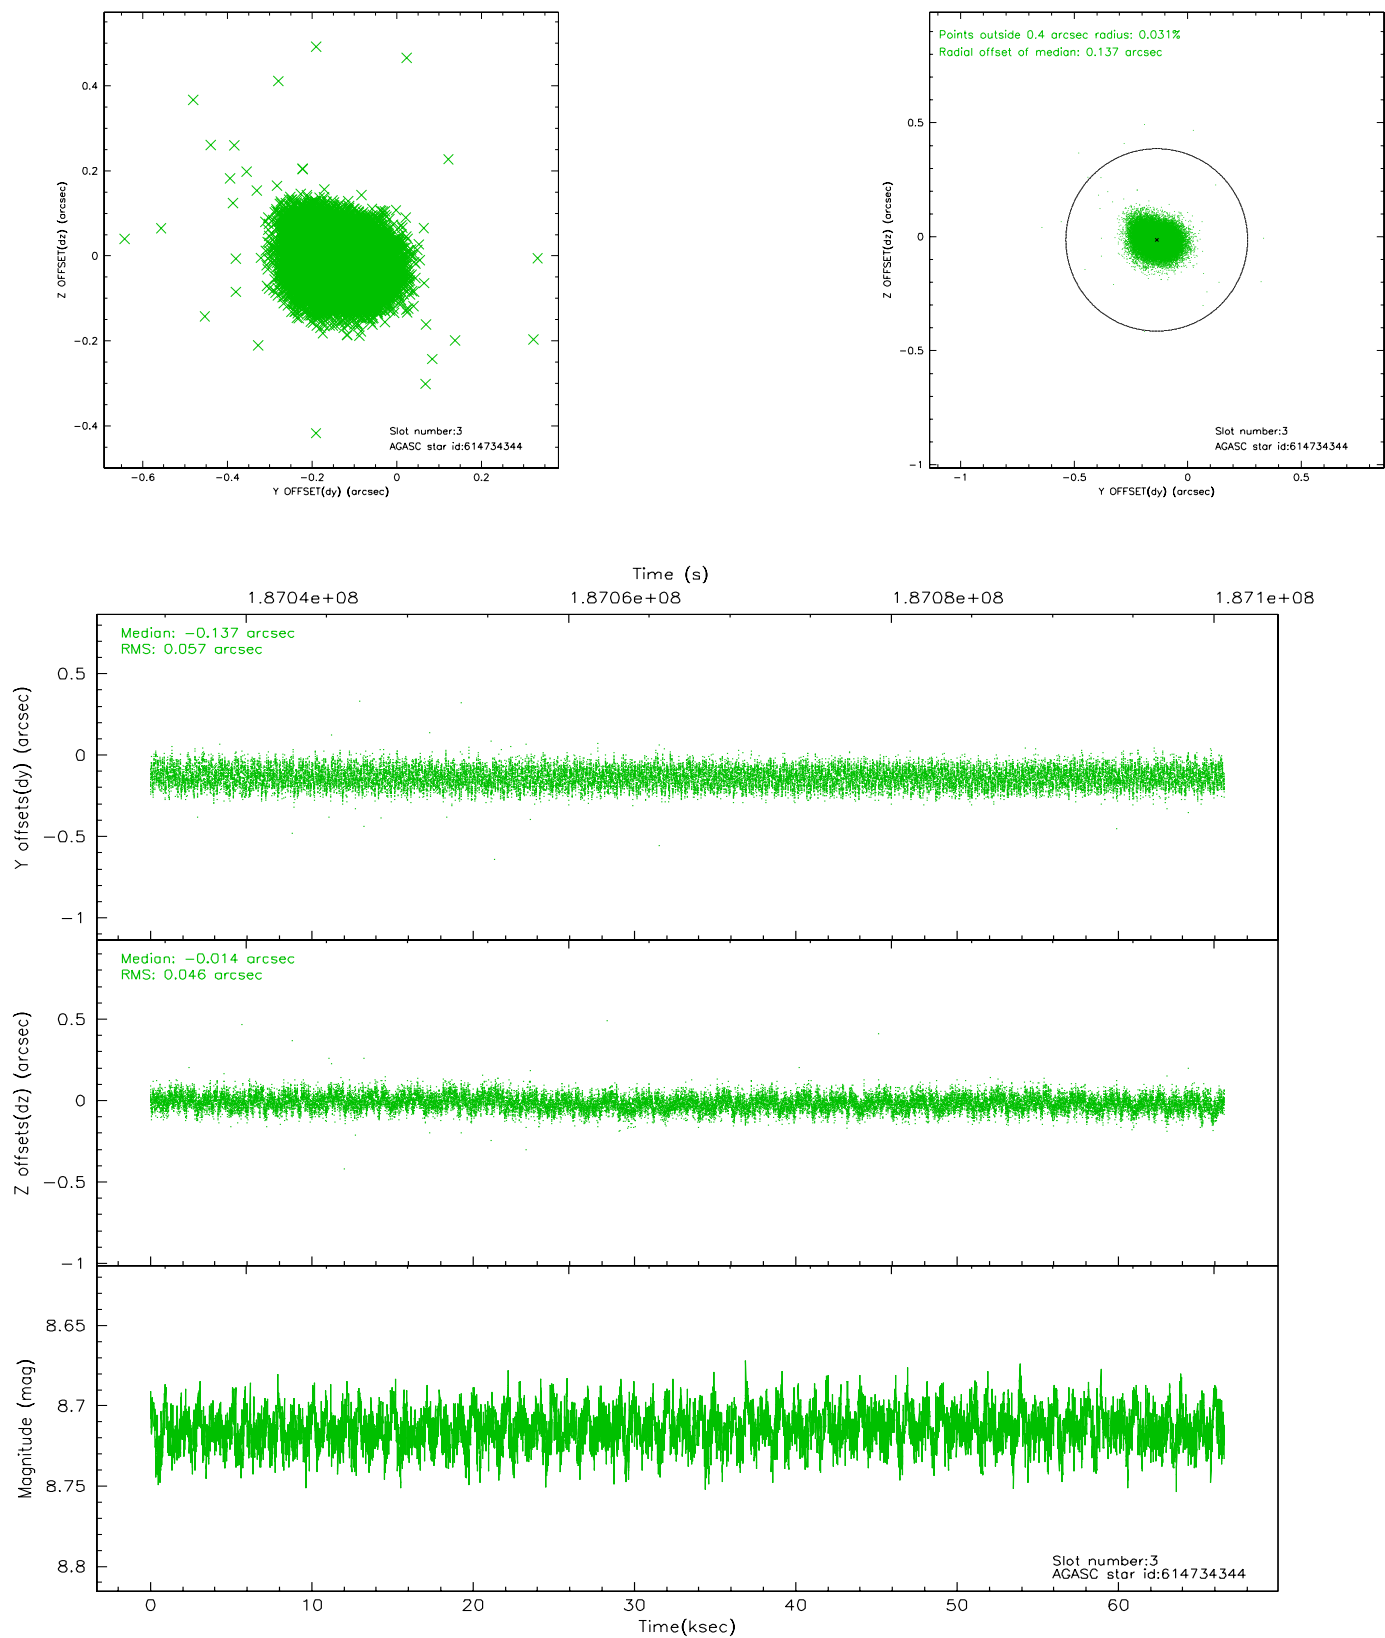 0.4
0.2
0
-0.2
-0.4
Z OFFSET(dz) (arcsec)
Slot number:3
AGASC star id:614734344
-0.6
-0.4
-0.2
0
0.2
Y OFFSET(dy) (arcsec)
Points outside 0.4 arcsec radius: 0.031%
Radial offset of median: 0.137 arcsec
0.5
0
-0.5
-1
Z OFFSET(dz) (arcsec)
Slot number:3
AGASC star id:614734344
-1
-0.5
0
0.5
Y OFFSET(dy) (arcsec)
Time (s)
1.8704e+08
1.8706e+08
1.8708e+08
1.871e+08
Median: -0.137 arcsec
RMS: 0.057 arcsec
0.5
0
-0.5
-1
Y offsets(dy) (arcsec)
Median: -0.014 arcsec
RMS: 0.046 arcsec
0.5
0
-0.5
-1
Z offsets(dz) (arcsec)
8.65
8.7
8.75
8.8
Magnitude (mag)
Slot number:3
AGASC star id:614734344
0
10
20
30
40
50
60
Time(ksec)